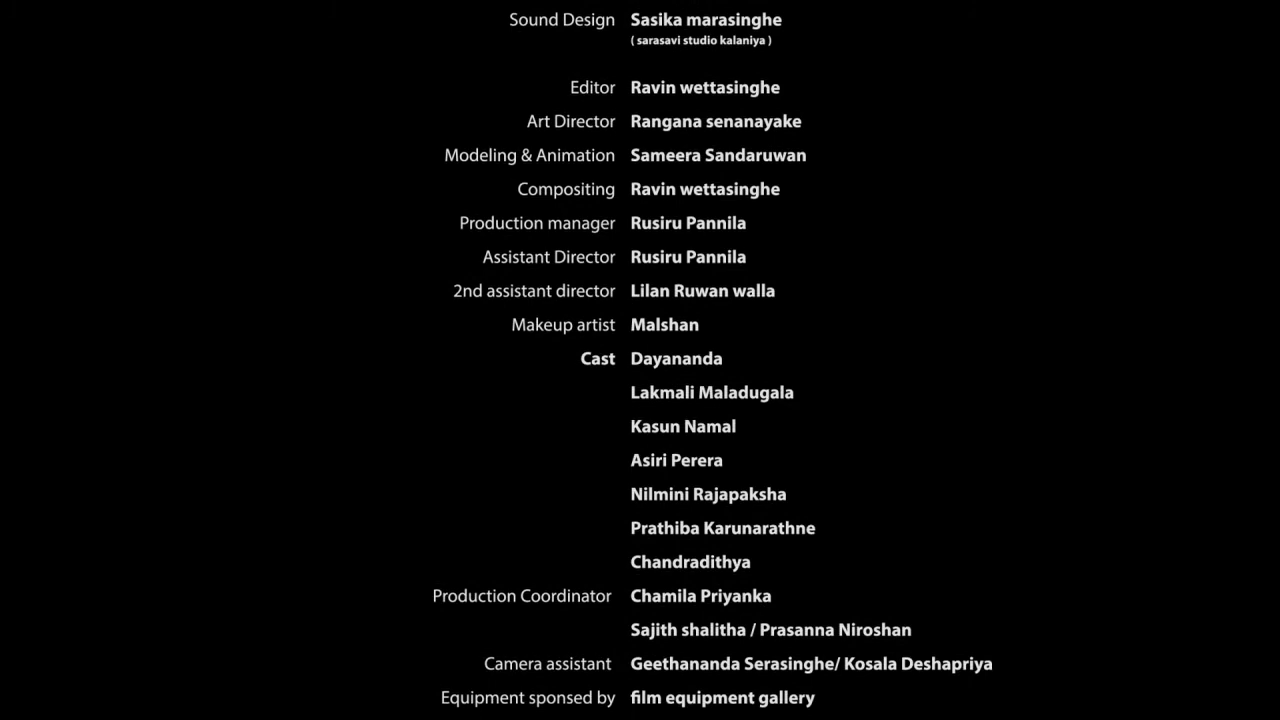 Sound Design Sasika marasinghe
( sarasavi studio kalaniya )
Editor Ravin wettasinghe
Art Director Rangana senanayake
Modeling & Animation Sameera Sandaruwan
Compositing Ravin wettasinghe
Production manager Rusiru Pannila
Assistant Director Rusiru Pannila
2nd assistant director Lilan Ruwan walla
Makeup artist Malshan
Cast Dayananda
Lakmali Maladugala
Kasun Namal
Asiri Perera
Nilmini Rajapaksha
Prathiba Karunarathne
Chandradithya
Production Coordinator Chamila Priyanka
Sajith shalitha / Prasanna Niroshan
Camera assistant Geethananda Serasinghe/ Kosala Deshapriya
Equipment sponsed by film equipment gallery